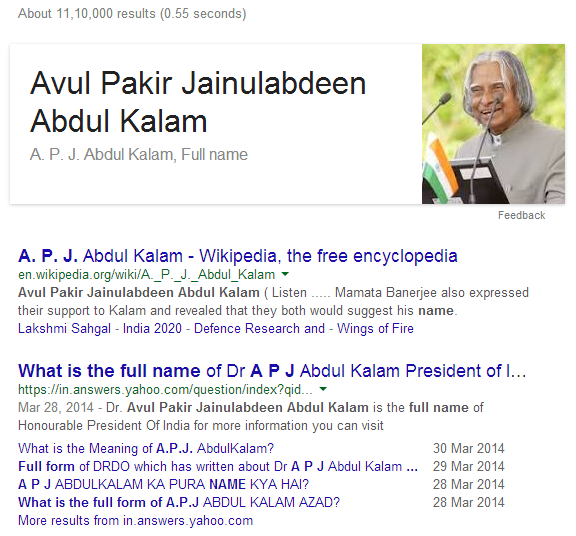 About 11,10,000 results (0.55 seconds)
Avul Pakir Jainulabdeen
Abdul Kalam
A. P. J. Abdul Kalam, Full name
Feedback
A. P. J. Abdul Kalam - Wikipedia, the free encyclopedia
en.wikipedia.org/wiki/A._P._J._Abdul_Kalam
Avul Pakir Jainulabdeen Abdul Kalam ( Listen ..... Mamata Banerjee also expressed
their support to Kalam and revealed that they both would suggest his name.
Lakshmi Sahgal - India 2020 - Defence Research and - Wings of Fire
What is the full name of Dr A P J Abdul Kalam President of I...
https://in.answers.yahoo.com/question/index?qid...
Mar 28, 2014 - Dr. Avul Pakir Jainulabdeen Abdul Kalam is the full name of
Honourable President Of India for more information you can visit
What is the Meaning of A.P.J. AbdulKalam? 30 Mar 2014
Full form of DRDO which has written about Dr A P J Abdul Kalam ... 29 Mar 2014
A P J ABDULKALAM KA PURA NAME KYA HAI? 28 Mar 2014
What is the full form of A.P.J ABDUL KALAM AZAD? 28 Mar 2014
More results from in.answers.yahoo.com